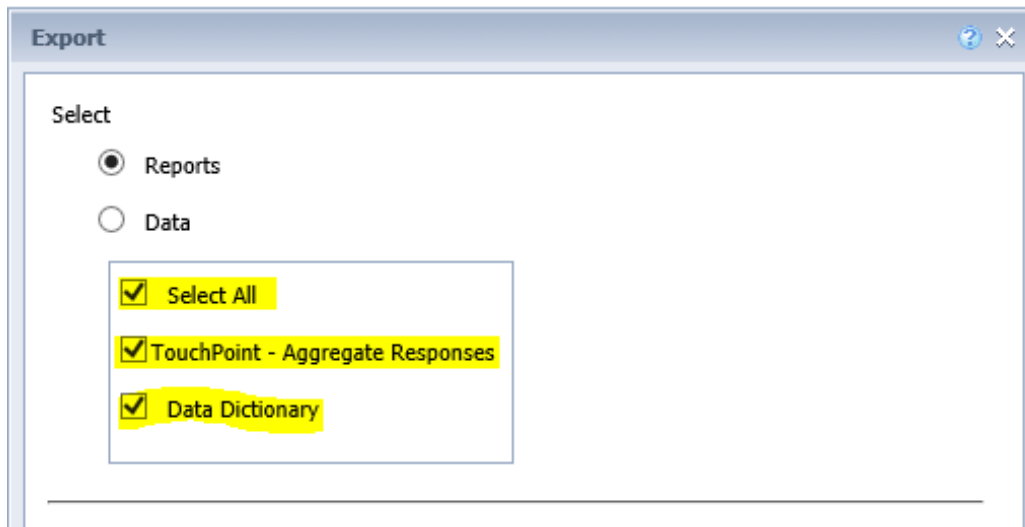 Export
Select
Reports
Data
Select All
TouchPoint - Aggregate Responses
Data Dictionary